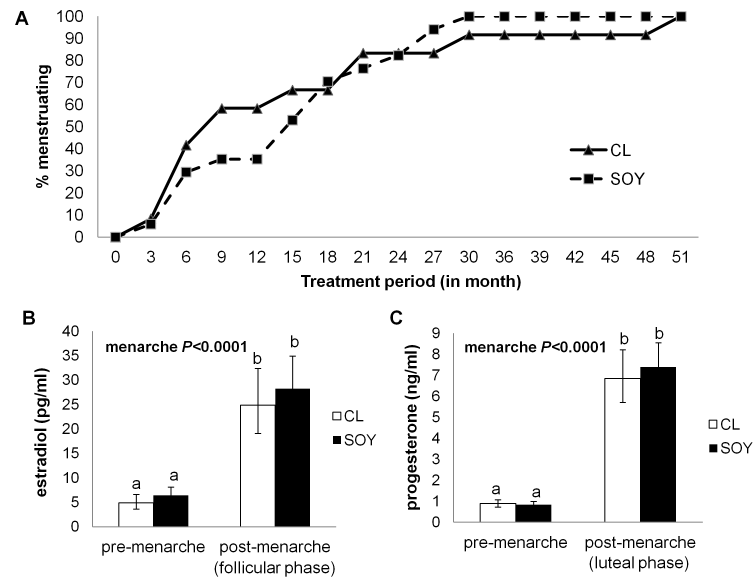 A
% menstruating
100
90
80
70
60
50
40
30
20
10
0
0 3 6 9 12 15 18 21 24 27 30 36 39 42 45 48 51
Treatment period (in month)
CL
SOY
B
menarche P<0.0001
estradiol (pg/ml)
40
35
30
25
20
15
10
5
0
a a b b
pre-menarche post-menarche
(follicular phase)
CL
SOY
C
menarche P<0.0001
progesterone (ng/ml)
9
8
7
6
5
4
3
2
1
0
a a b b
pre-menarche post-menarche
(luteal phase)
CL
SOY